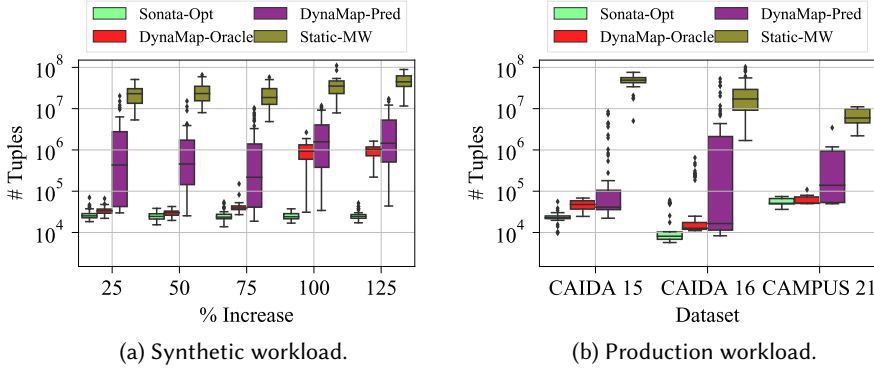 Sonata-Opt
DynaMap-Pred
DynaMap-Oracle
Static-MW
10^8
10^7
10^6
10^5
10^4
# Tuples
25 50 75 100 125
% Increase
(a) Synthetic workload.
Sonata-Opt
DynaMap-Pred
DynaMap-Oracle
Static-MW
10^8
10^7
10^6
10^5
10^4
# Tuples
CAIDA 15 CAIDA 16 CAMPUS 21
Dataset
(b) Production workload.